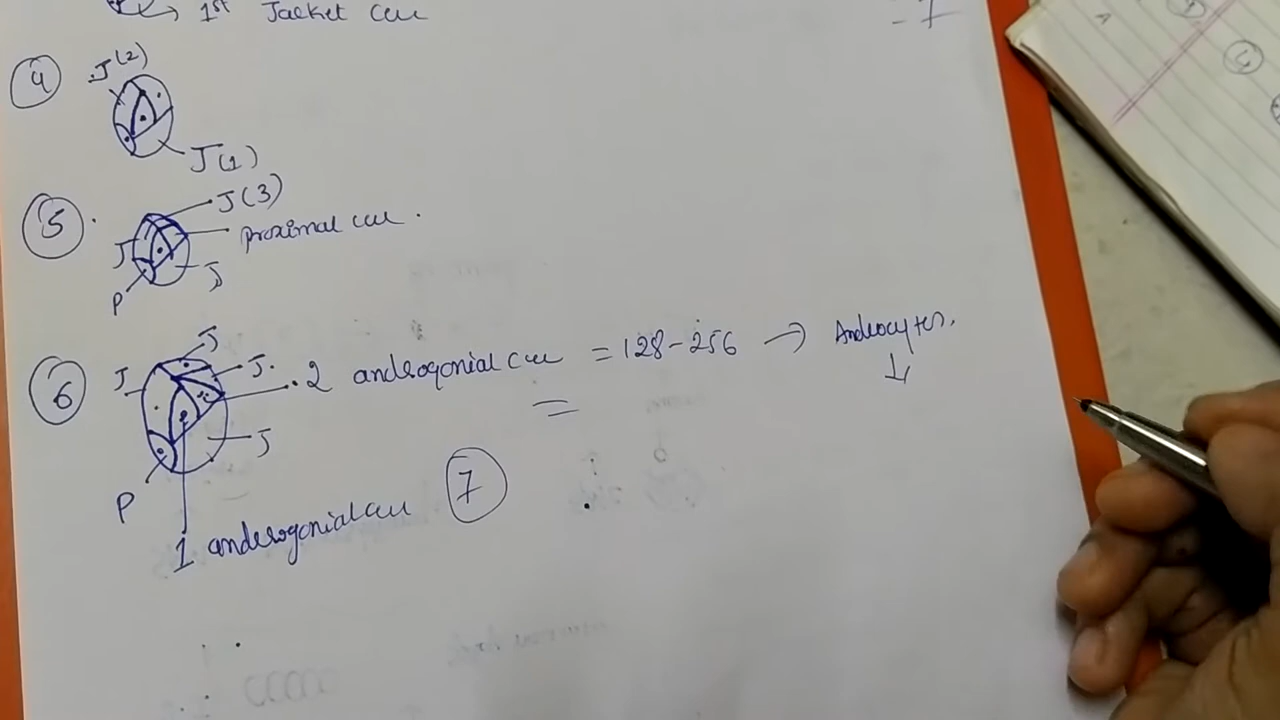 1st Jacket cell
- 7
4
J(2)
J(1)
5
J(3)
proximal cell.
J
J
P
6
J
J
J.
2 androgonial cell = 128-256 → Androcytes.
J
P
1 androgonial cell 7
A